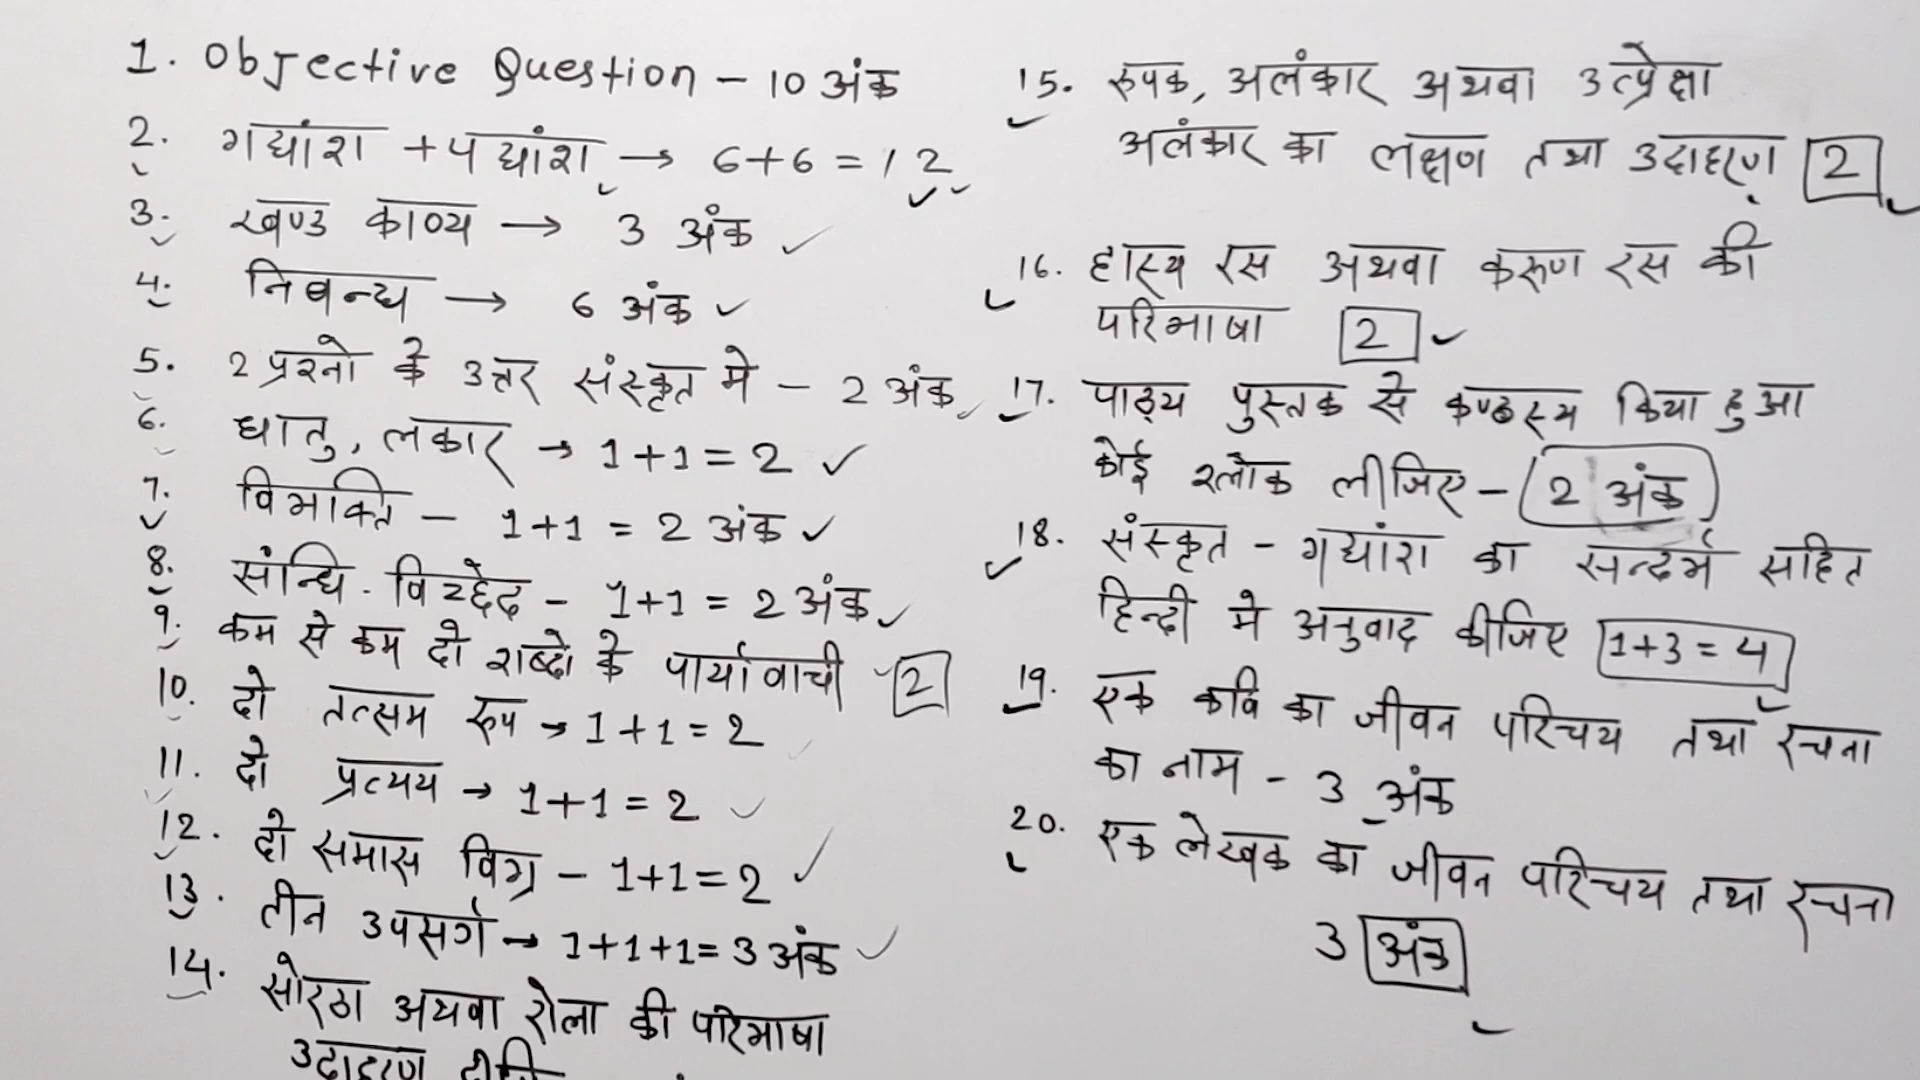 1. Objective Question - 10 अंक
2. गद्यांश + पद्यांश → 6+6 = 12
3. खण्ड काव्य → 3 अंक
4. निबन्ध → 6 अंक
5. 2 प्रश्नो के उत्तर संस्कृत मे - 2 अंक
6. धातु, लकार → 1+1 = 2
7. विभक्ति - 1+1 = 2 अंक
8. सन्धि - विच्छेद - 1+1 = 2 अंक
9. कम से कम दो शब्दो के पार्यावाची 2
10. दो तत्सम रूप → 1+1 = 2
11. दो प्रत्यय → 1+1 = 2
12. दो समास विग्र - 1+1 = 2
13. तीन उपसर्ग → 1+1+1 = 3 अंक
14. सोरठा अथवा रोला की परिभाषा
उदाहरण
15. रूपक, अलंकार अथवा उत्प्रेक्षा
अलंकार का लक्षण तथा उदाहरण 2
16. हास्य रस अथवा करूण रस की
परिभाषा 2
17. पाठ्य पुस्तक से कण्ठस्थ किया हुआ
कोई श्लोक लीजिए - 2 अंक
18. संस्कृत - गद्यांश का सन्दर्भ सहित
हिन्दी मे अनुवाद कीजिए 1+3 = 4
19. एक कवि का जीवन परिचय तथा रचना
का नाम - 3 अंक
20. एक लेखक का जीवन परिचय तथा रचना
3 अंक